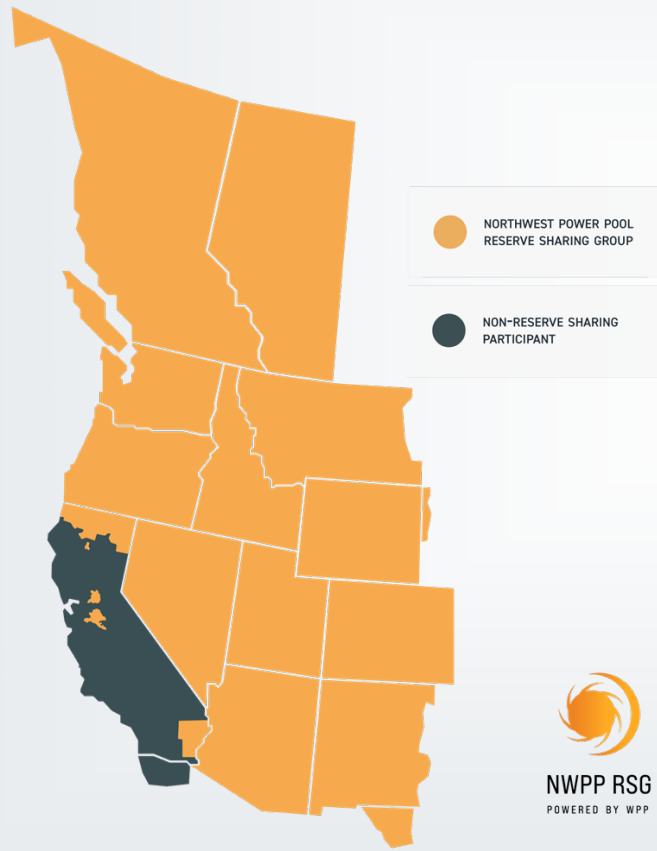 NORTHWEST POWER POOL
RESERVE SHARING GROUP
NON-RESERVE SHARING
PARTICIPANT
NWPP RSG
POWERED BY WPP